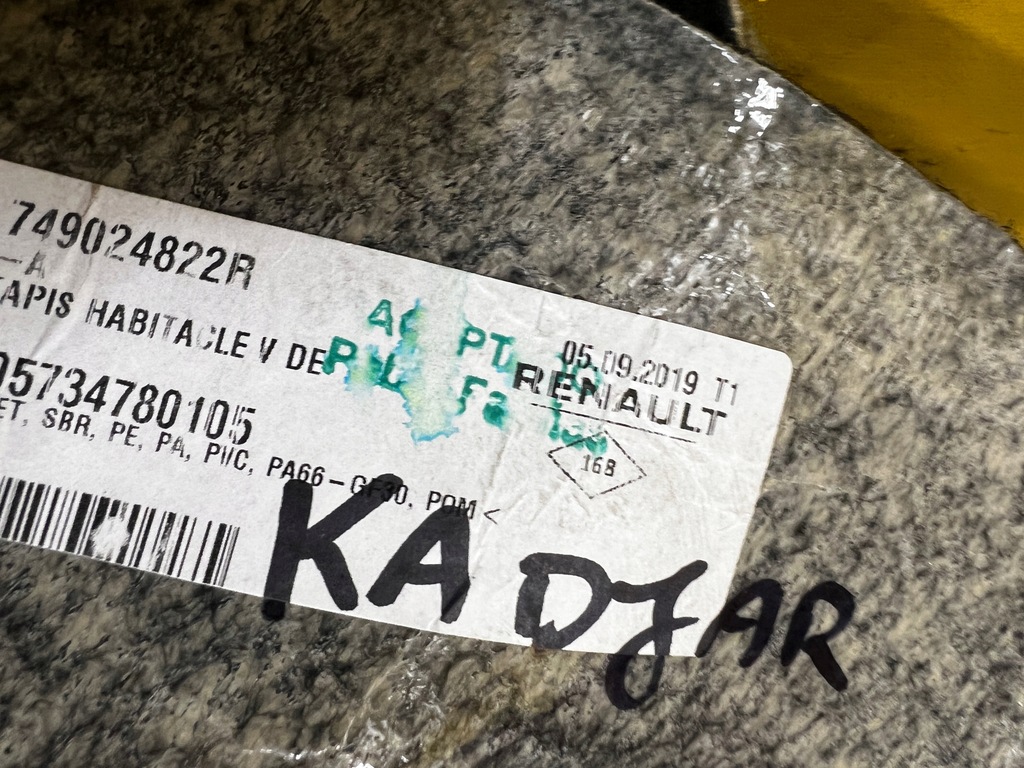 749024822R
—A
APIS HABITACLE V DE
05.09.2019 T1
RENAULT
168
05734780105
ET, SBR, PE, PA, PVC, PA66-GF30, POM <
KADJAR